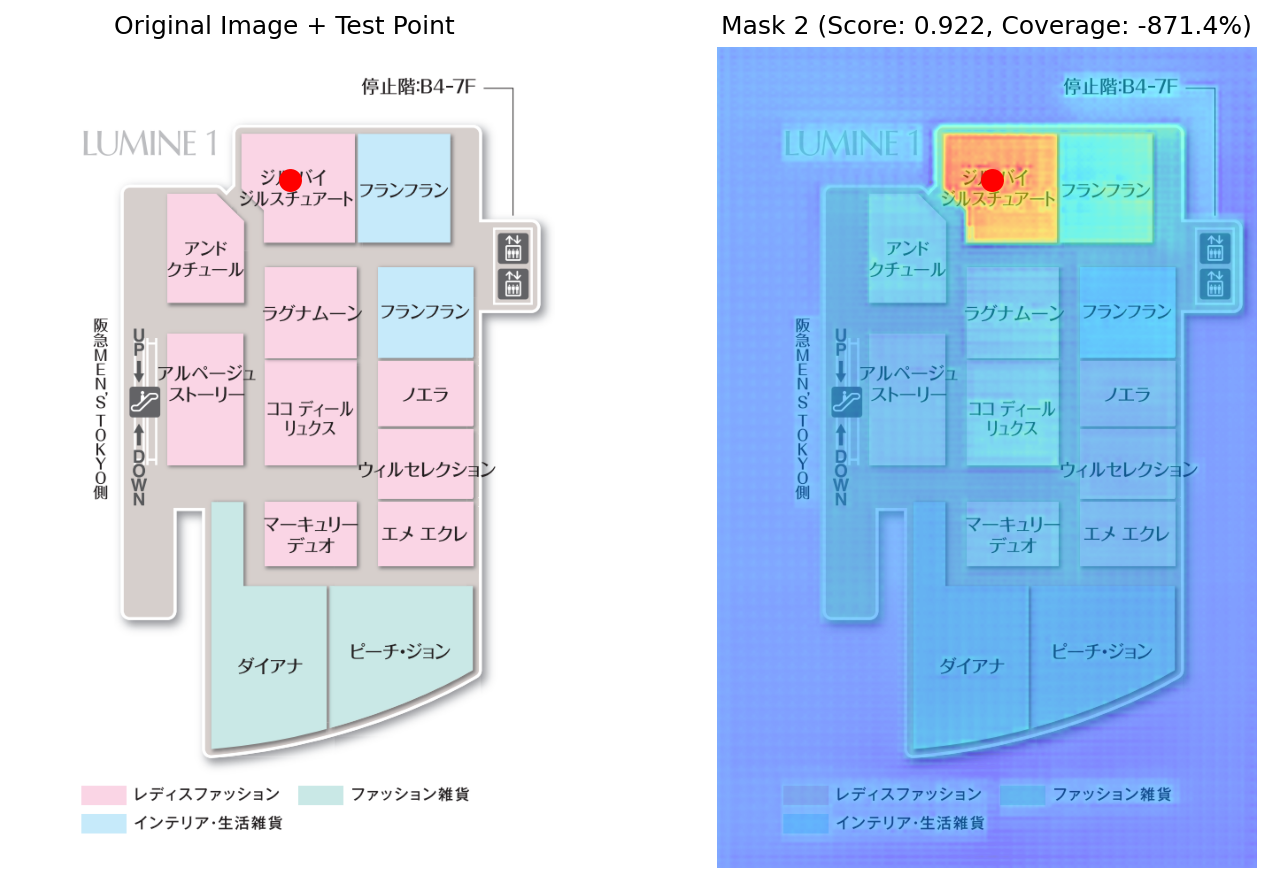 Original Image + Test Point
停止階:B4-7F
LUMINE 1
ジル バイ
ジルスチュアート
フランフラン
アンド
クチュール
ラグナムーン
フランフラン
阪急MEN'S TOKYO側
UP
DOWN
アルページュ
ストーリー
ココ ディール
リュクス
ノエラ
ウィルセレクション
マーキュリー
デュオ
エメ エクレ
ダイアナ
ピーチ・ジョン
レディスファッション
ファッション雑貨
インテリア・生活雑貨
Mask 2 (Score: 0.922, Coverage: -871.4%)
停止階:B4-7F
LUMINE 1
ジル バイ
ジルスチュアート
フランフラン
アンド
クチュール
ラグナムーン
フランフラン
阪急MEN'S TOKYO側
UP
DOWN
アルページュ
ストーリー
ココ ディール
リュクス
ノエラ
ウィルセレクション
マーキュリー
デュオ
エメ エクレ
ダイアナ
ピーチ・ジョン
レディスファッション
ファッション雑貨
インテリア・生活雑貨